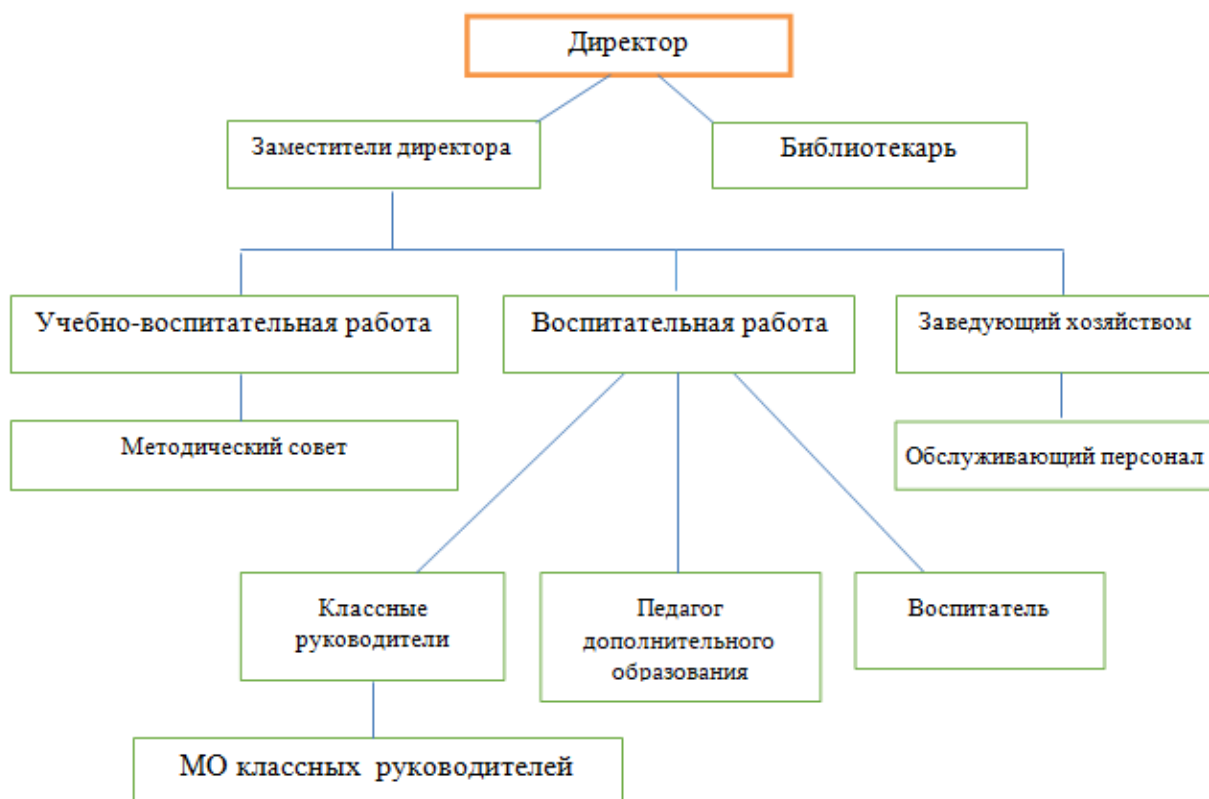 Директор
Заместители директора
Библиотекарь
Учебно-воспитательная работа
Воспитательная работа
Заведующий хозяйством
Методический совет
Обслуживающий персонал
Классные
руководители
Педагог
дополнительного
образования
Воспитатель
МО классных руководителей